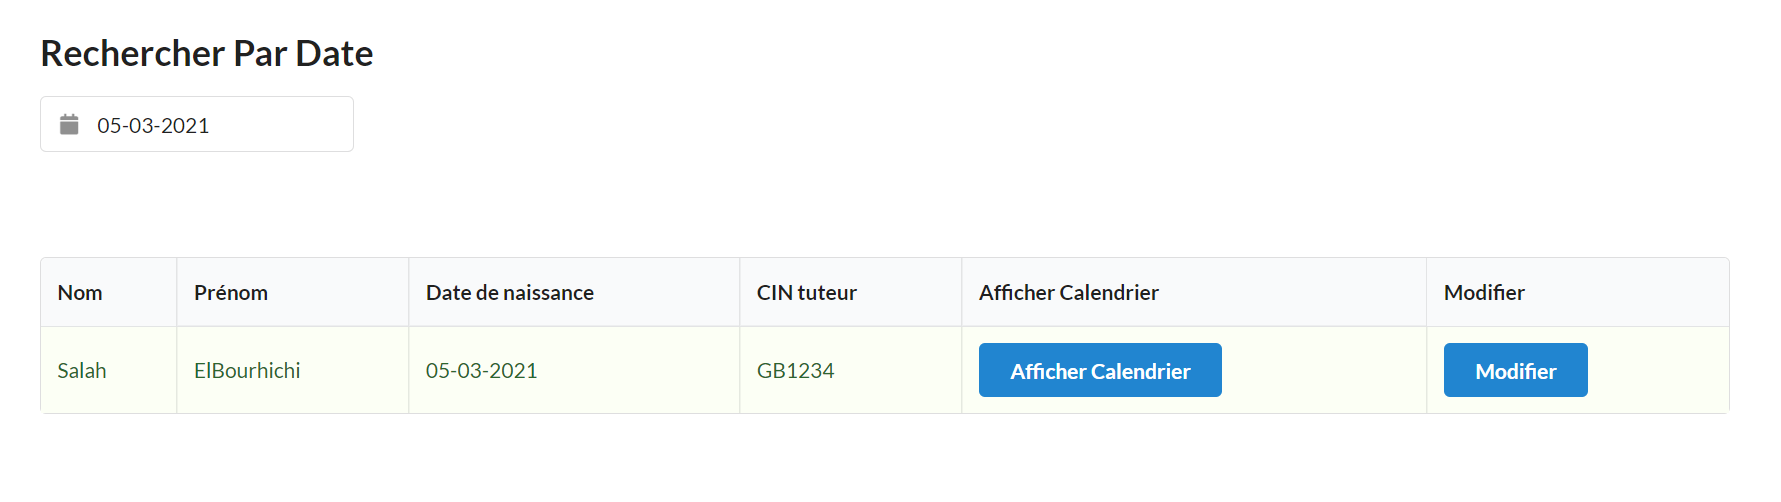 Rechercher Par Date
05-03-2021
Nom Prénom Date de naissance CIN tuteur Afficher Calendrier Modifier
Salah ElBourhichi 05-03-2021 GB1234 Afficher Calendrier Modifier